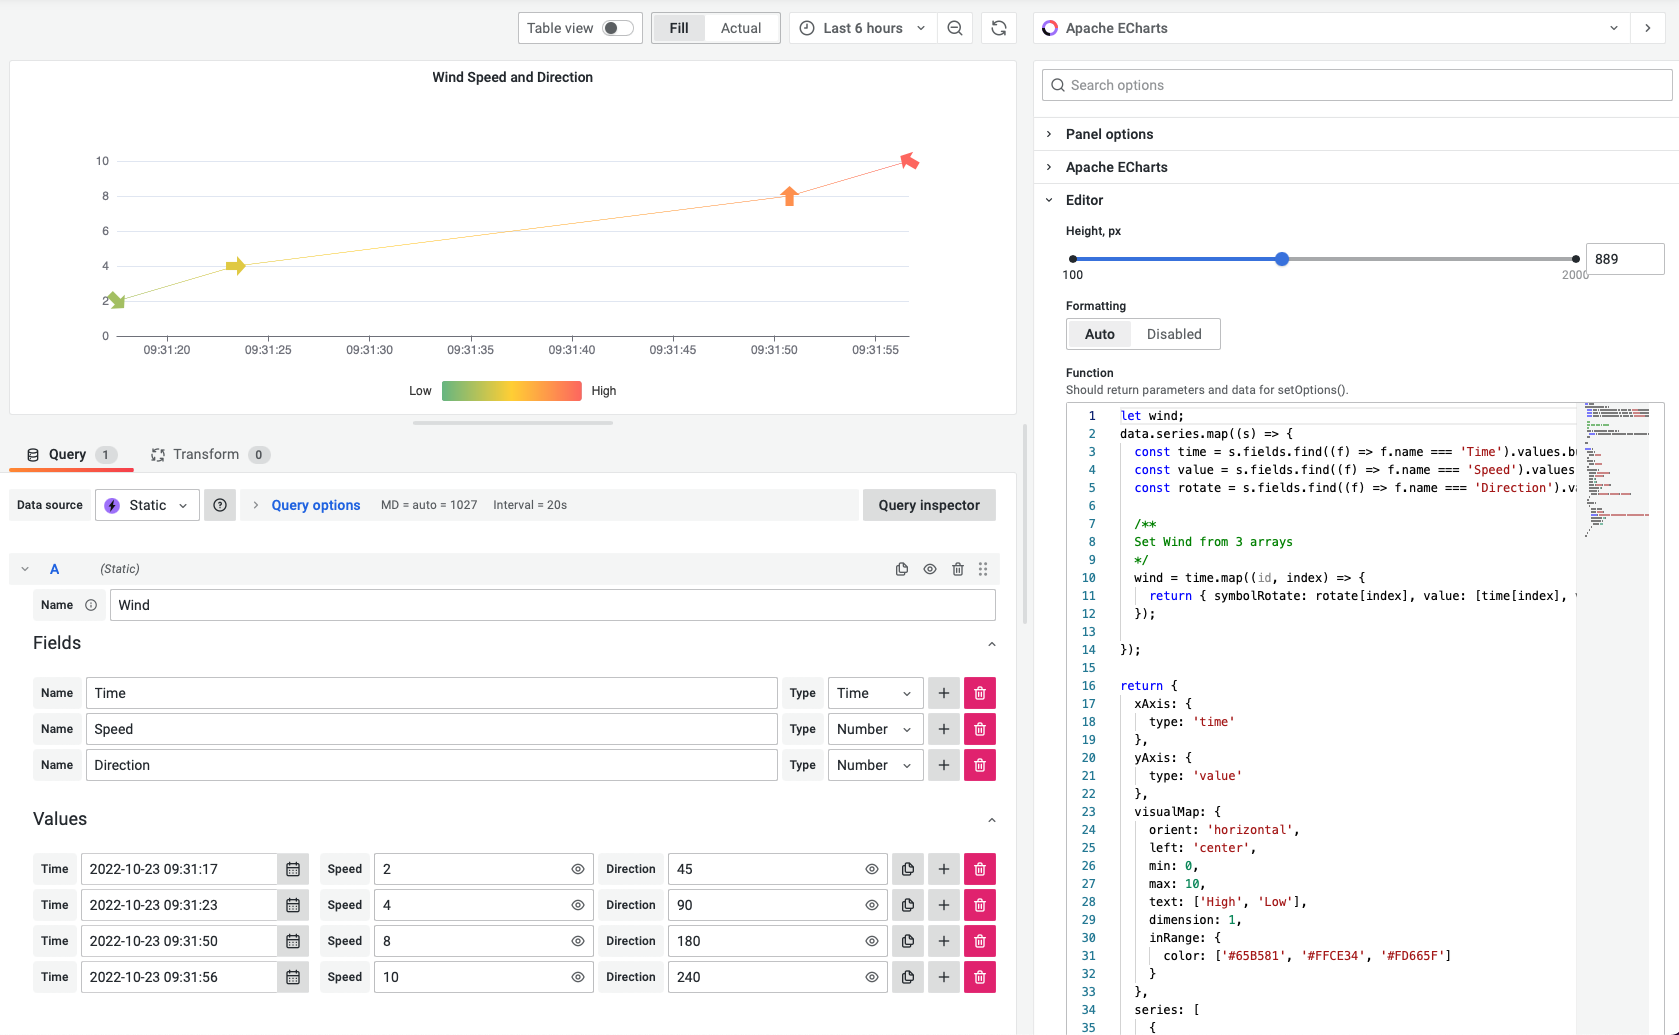 Table view
Fill
Actual
Last 6 hours
Apache ECharts
Wind Speed and Direction
10
8
6
4
2
0
09:31:20
09:31:25
09:31:30
09:31:35
09:31:40
09:31:45
09:31:50
09:31:55
Low
High
Query 1
Transform 0
Data source
Static
Query options
MD = auto = 1027
Interval = 20s
Query inspector
A
(Static)
Name
Wind
Fields
Name
Time
Type
Time
Name
Speed
Type
Number
Name
Direction
Type
Number
Values
Time
2022-10-23 09:31:17
Speed
2
Direction
45
Time
2022-10-23 09:31:23
Speed
4
Direction
90
Time
2022-10-23 09:31:50
Speed
8
Direction
180
Time
2022-10-23 09:31:56
Speed
10
Direction
240
Search options
Panel options
Apache ECharts
Editor
Height, px
100
2000
889
Formatting
Auto
Disabled
Function
Should return parameters and data for setOptions().
1 let wind;
2 data.series.map((s) => {
3 const time = s.fields.find((f) => f.name === 'Time').values.bu
4 const value = s.fields.find((f) => f.name === 'Speed').values
5 const rotate = s.fields.find((f) => f.name === 'Direction').va
6
7 /**
8 Set Wind from 3 arrays
9 */
10 wind = time.map((id, index) => {
11 return { symbolRotate: rotate[index], value: [time[index],
12 });
13
14 });
15
16 return {
17 xAxis: {
18 type: 'time'
19 },
20 yAxis: {
21 type: 'value'
22 },
23 visualMap: {
24 orient: 'horizontal',
25 left: 'center',
26 min: 0,
27 max: 10,
28 text: ['High', 'Low'],
29 dimension: 1,
30 inRange: {
31 color: ['#65B581', '#FFCE34', '#FD665F']
32 }
33 },
34 series: [
35 {